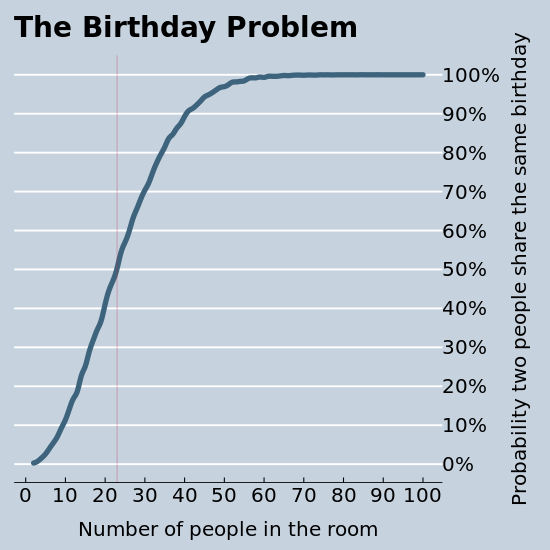 The Birthday Problem
100%
90%
80%
70%
60%
50%
40%
30%
20%
10%
0%
Probability two people share the same birthday
0 10 20 30 40 50 60 70 80 90 100
Number of people in the room